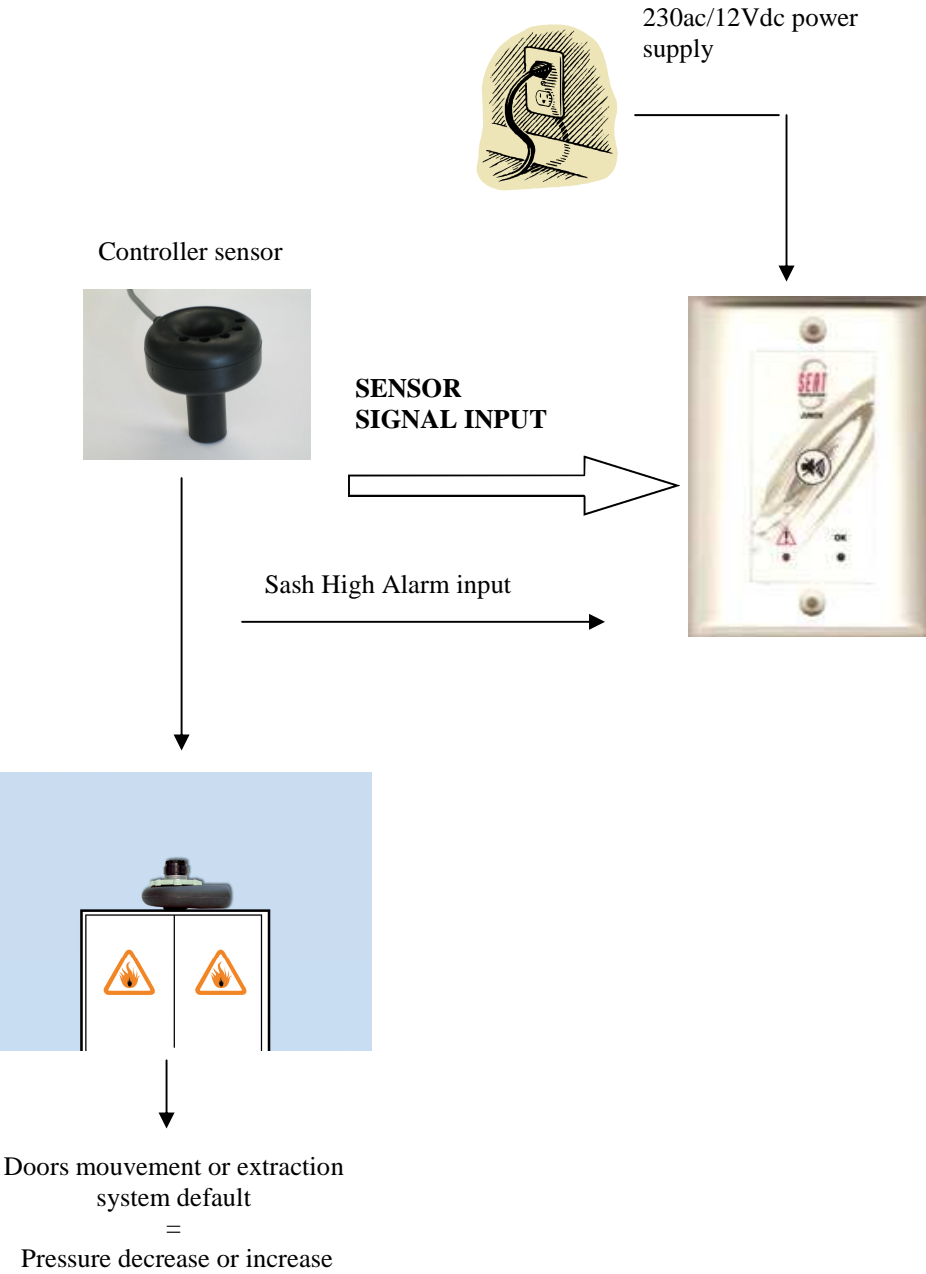 230ac/12Vdc power
supply
Controller sensor
SENSOR
SIGNAL INPUT
SEAT
JUNIOR
OK
Sash High Alarm input
Doors mouvement or extraction
system default
=
Pressure decrease or increase